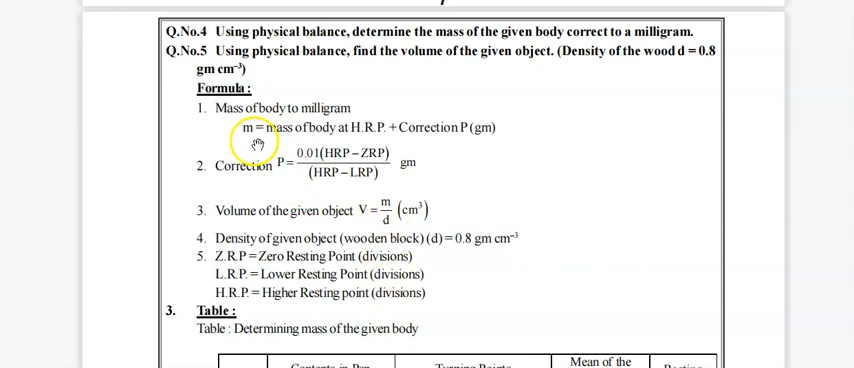 Q.No.4 Using physical balance, determine the mass of the given body correct to a milligram.
Q.No.5 Using physical balance, find the volume of the given object. (Density of the wood d = 0.8
gm cm⁻³)
Formula :
1. Mass of body to milligram
m = mass of body at H.R.P. + Correction P (gm)
2. Correction P = 0.01(HRP – ZRP) / (HRP – LRP) gm
3. Volume of the given object V = m/d (cm³)
4. Density of given object (wooden block) (d) = 0.8 gm cm⁻³
5. Z.R.P = Zero Resting Point (divisions)
L.R.P. = Lower Resting Point (divisions)
H.R.P. = Higher Resting point (divisions)
3. Table :
Table : Determining mass of the given body
Contents in Pan Turning Points Mean of the